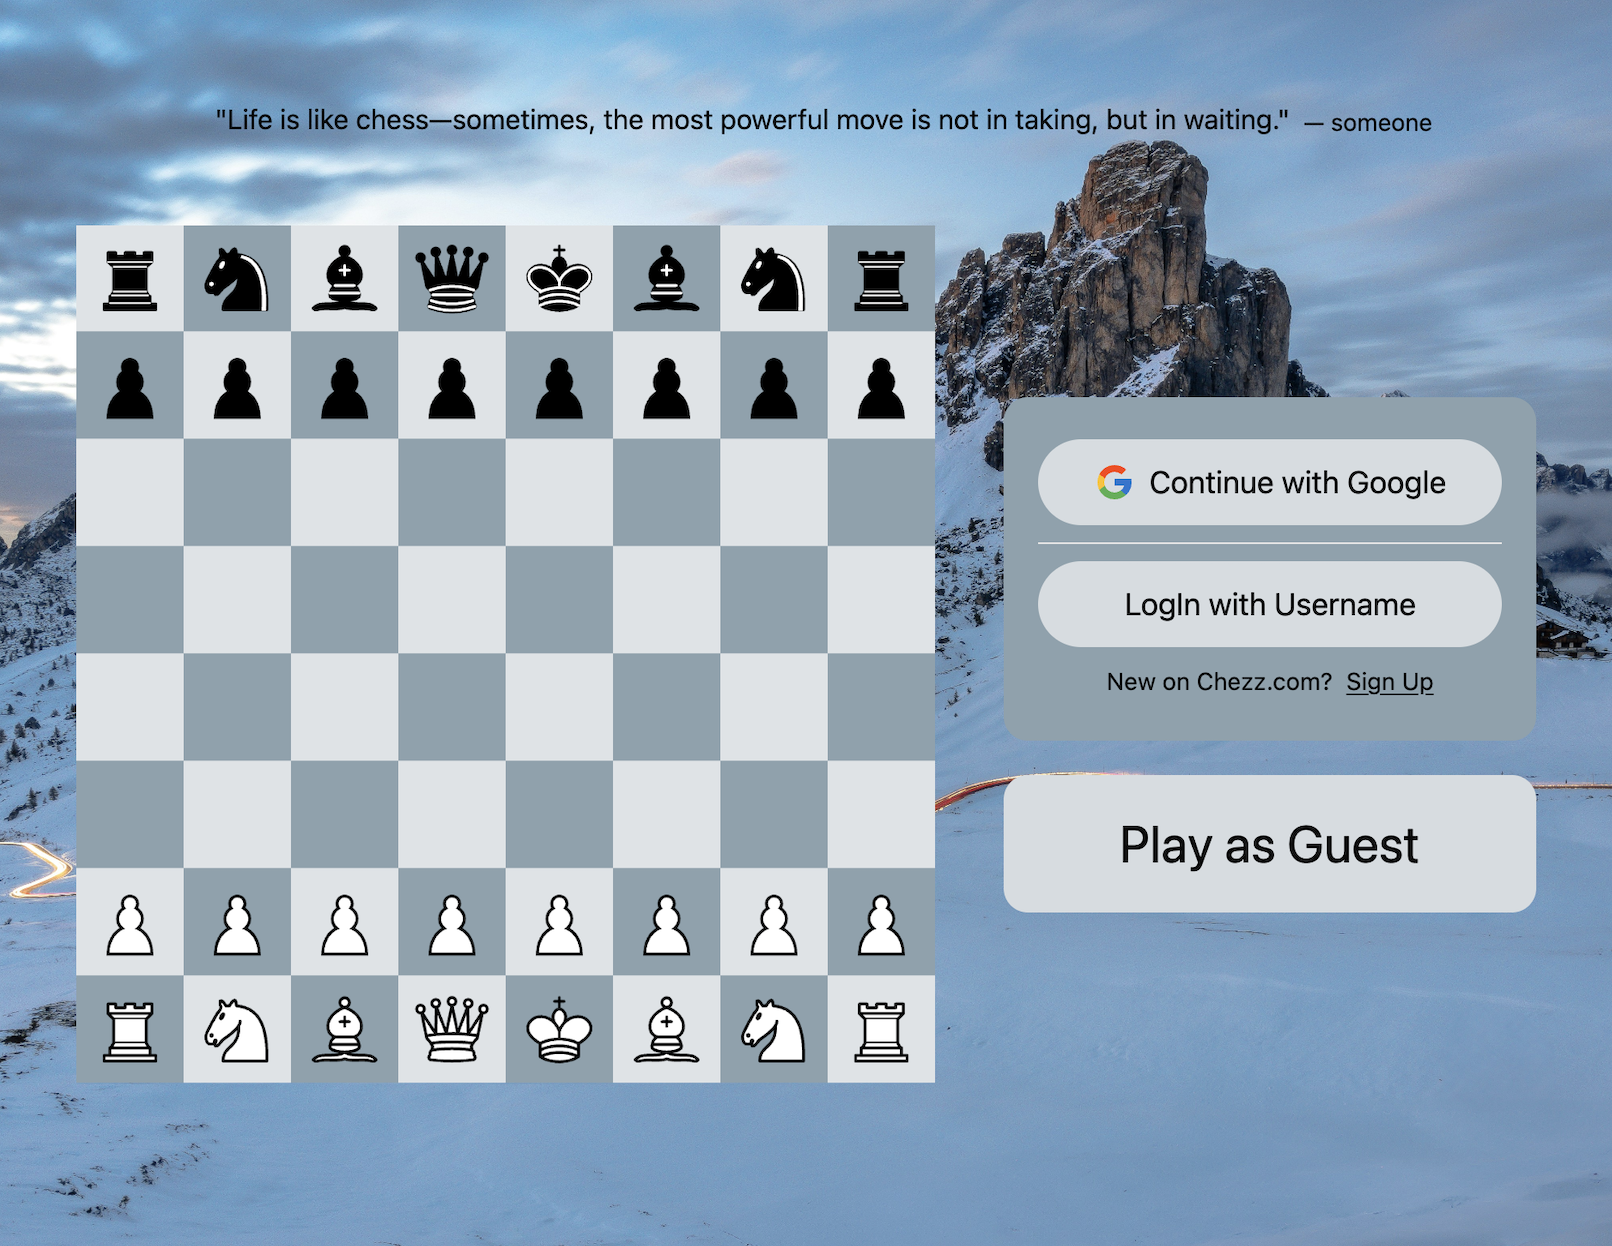 "Life is like chess—sometimes, the most powerful move is not in taking, but in waiting." — someone
Continue with Google
LogIn with Username
New on Chezz.com? Sign Up
Play as Guest